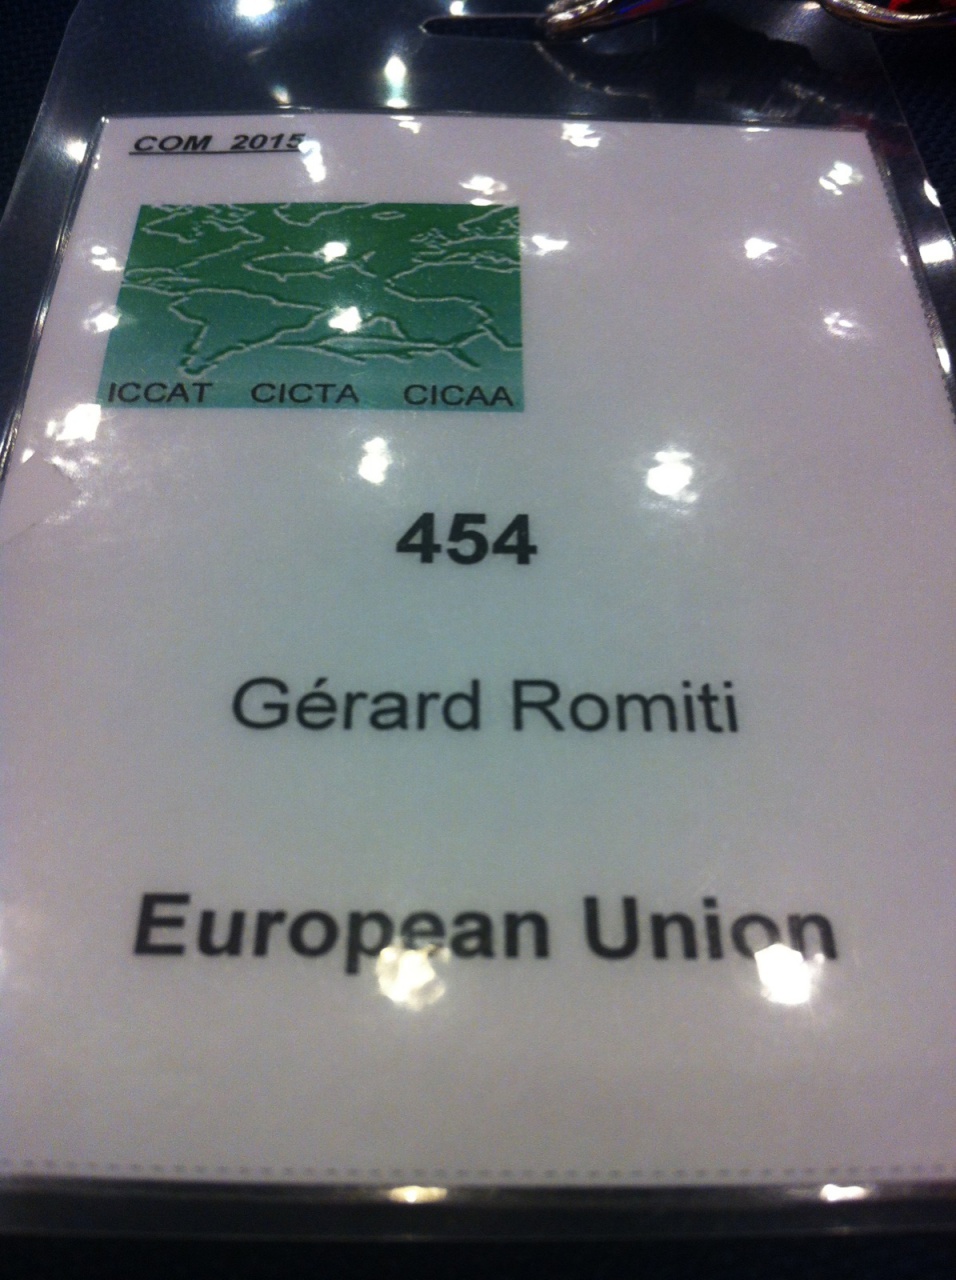 COM 2015
ICCAT CICTA CICAA
454
Gérard Romiti
European Union